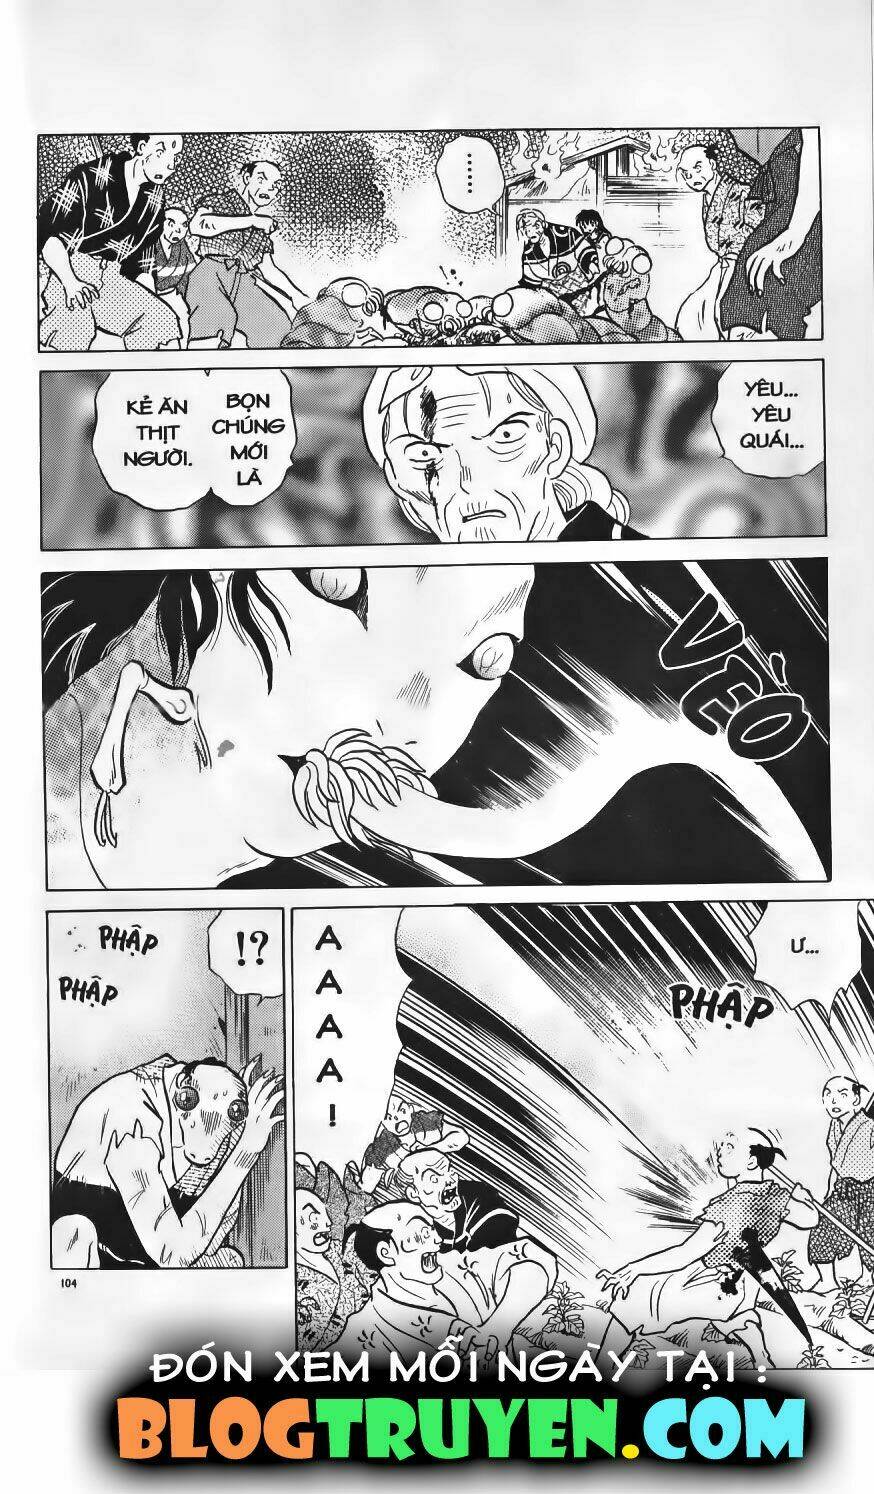 ......
YÊU...
YÊU
QUÁI...
BỌN
CHÚNG
MỚI
LÀ
KẺ ĂN
THỊT
NGƯỜI.
VÈO
Ư...
PHẬP
A
A
A
A
A
!
!?
PHẬP
PHẬP
104
ĐÓN XEM MỖI NGÀY TẠI :
BLOGTRUYEN.COM